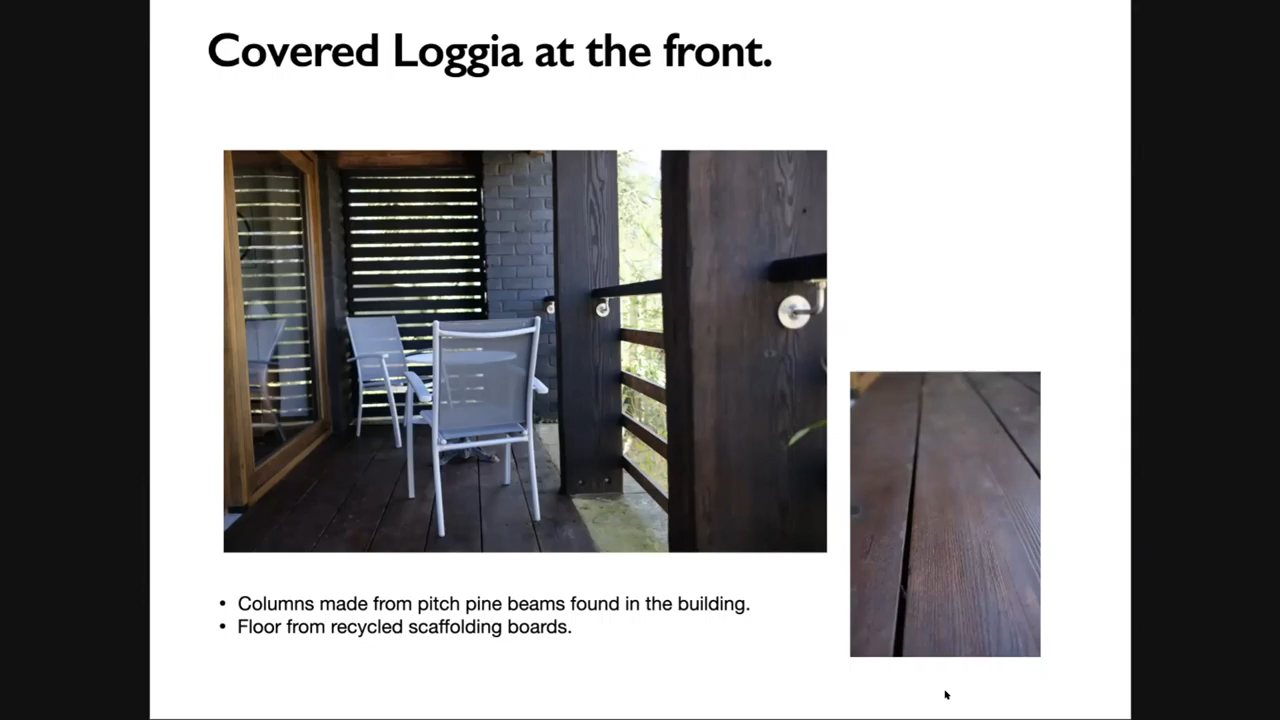 Covered Loggia at the front.
• Columns made from pitch pine beams found in the building.
• Floor from recycled scaffolding boards.